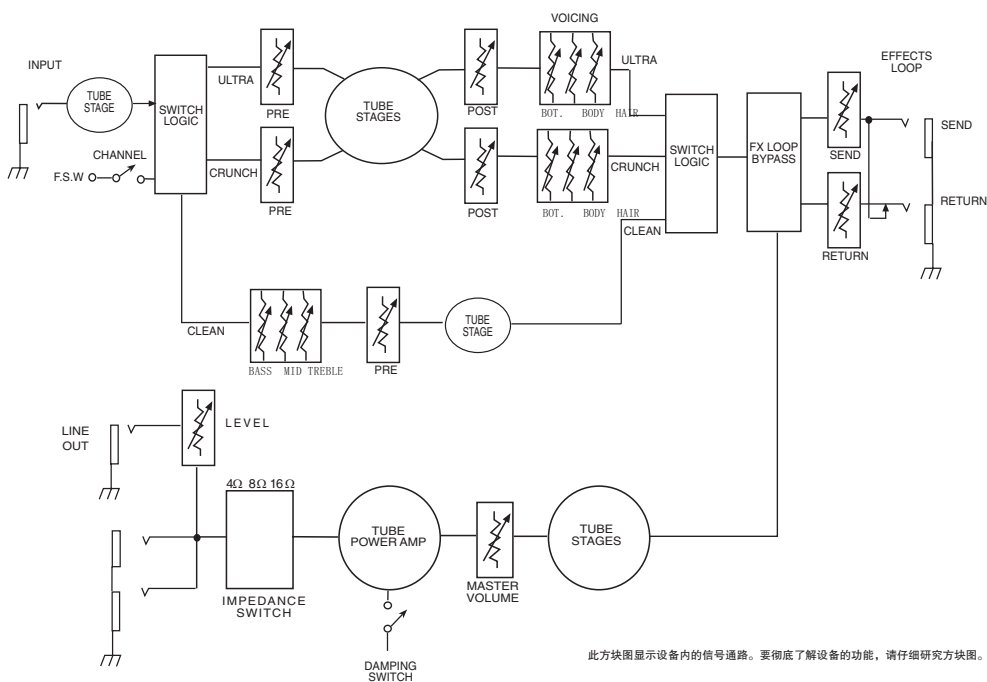 VOICING
INPUT
TUBE
STAGE
SWITCH
LOGIC
CHANNEL
F.S.W
ULTRA
PRE
CRUNCH
PRE
TUBE
STAGES
POST
POST
BOT. BODY HAIR
ULTRA
BOT. BODY HAIR
CRUNCH
CLEAN
SWITCH
LOGIC
FX LOOP
BYPASS
EFFECTS
LOOP
SEND
SEND
RETURN
RETURN
CLEAN
BASS MID TREBLE
PRE
TUBE
STAGE
LINE
OUT
LEVEL
4Ω 8Ω 16Ω
IMPEDANCE
SWITCH
TUBE
POWER AMP
DAMPING
SWITCH
MASTER
VOLUME
TUBE
STAGES
此方块图显示设备内的信号通路。要彻底了解设备的功能，请仔细研究方块图。